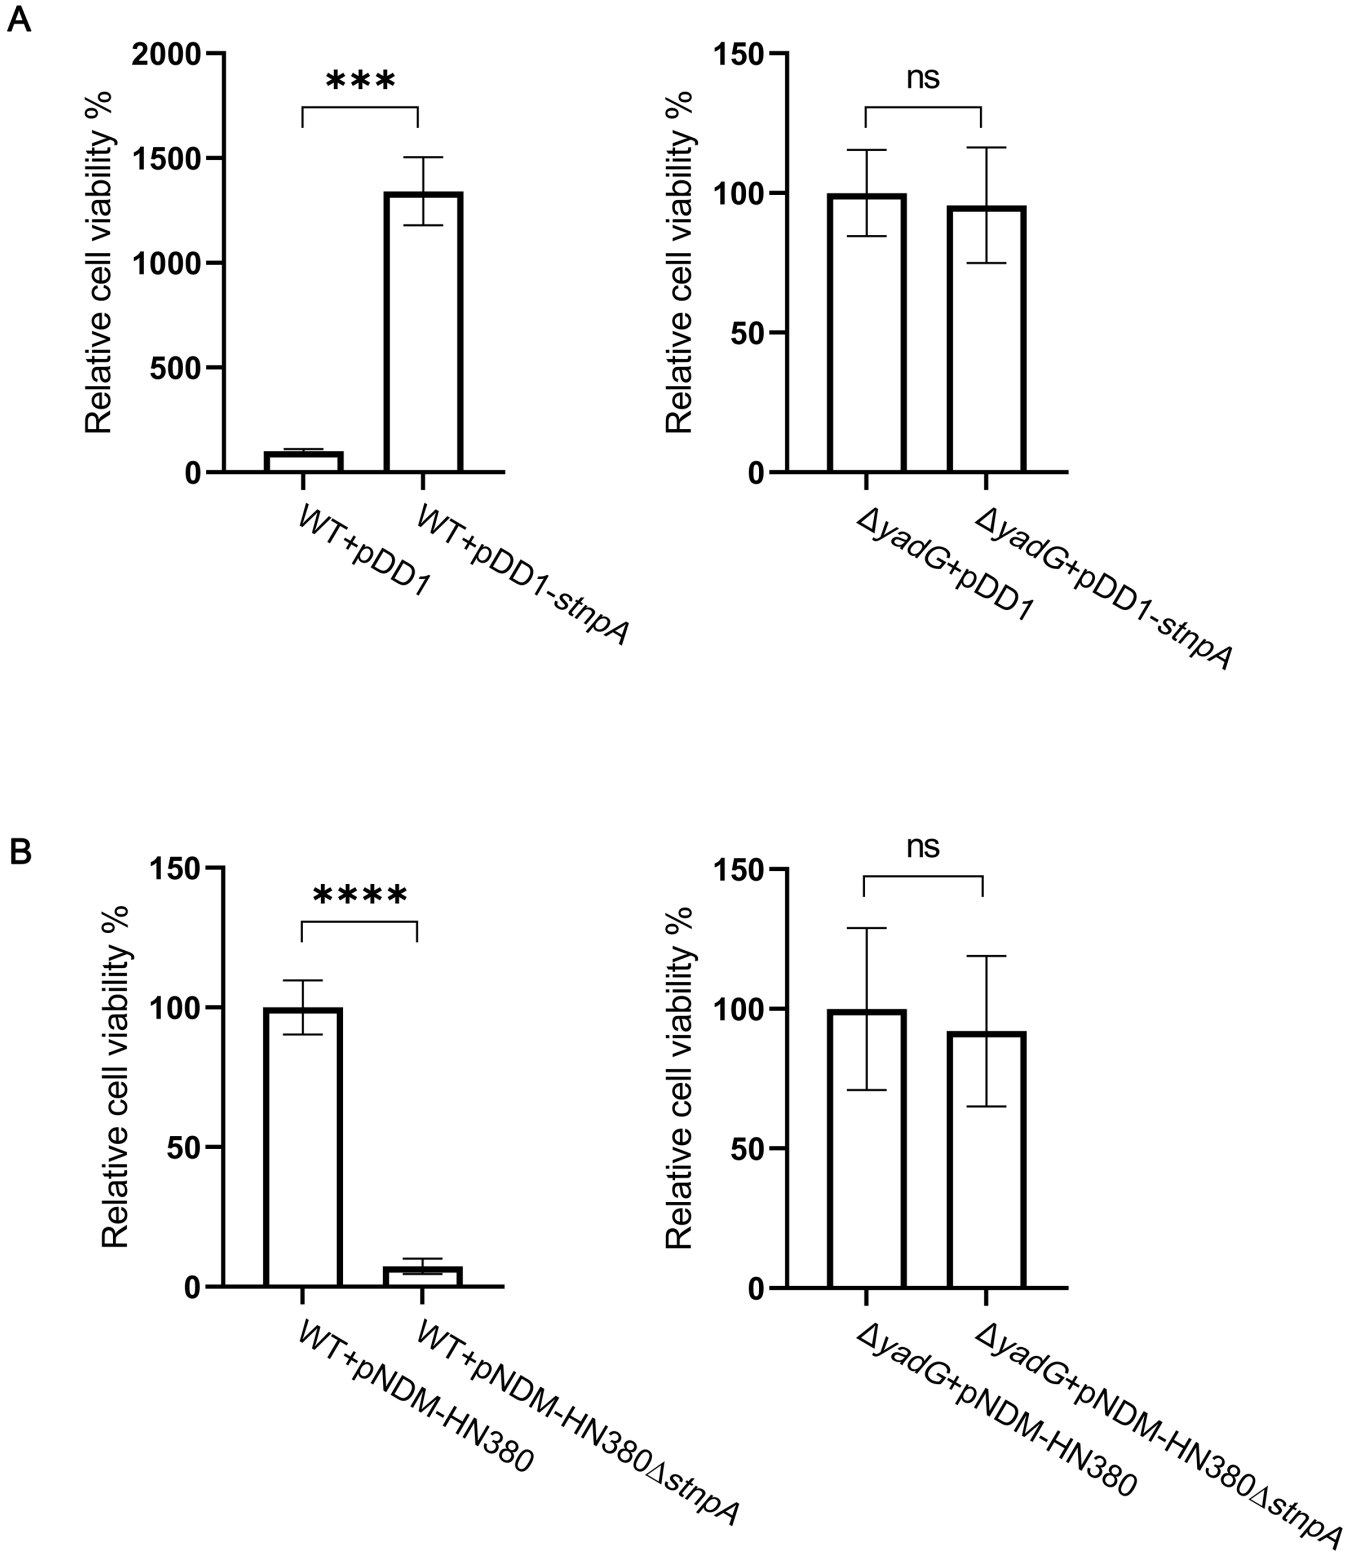 A
Relative cell viability %
2000
1500
1000
500
0
***
WT+pDD1
WT+pDD1-stnpA
Relative cell viability %
150
100
50
0
ns
ΔyadG+pDD1
ΔyadG+pDD1-stnpA
B
Relative cell viability %
150
100
50
0
****
WT+pNDM-HN380
WT+pNDM-HN380ΔstnpA
Relative cell viability %
150
100
50
0
ns
ΔyadG+pNDM-HN380
ΔyadG+pNDM-HN380ΔstnpA